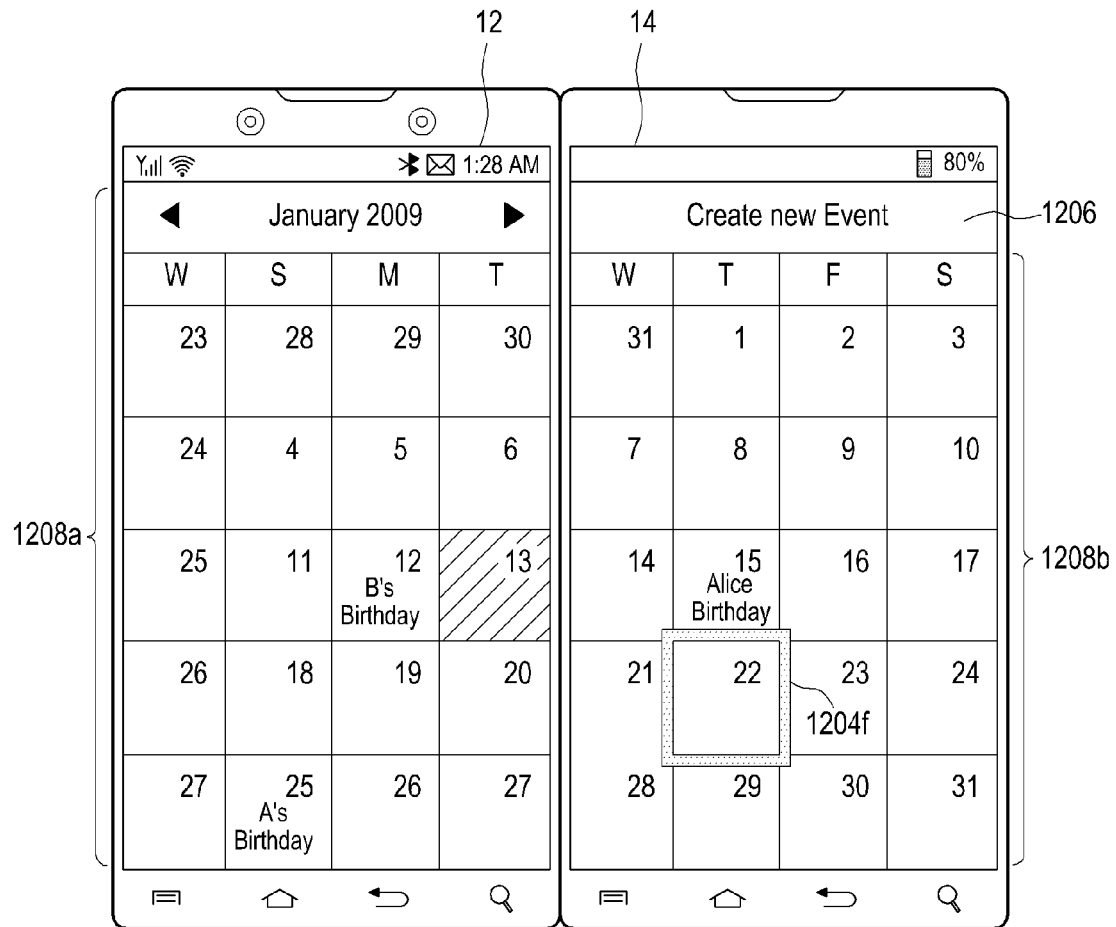 12 14
1:28 AM 80%
January 2009 Create new Event 1206
W S M T W T F S
23 28 29 30 31 1 2 3
24 4 5 6 7 8 9 10
1208a 25 11 12 13 14 15 16 17 1208b
B's Alice
Birthday Birthday
26 18 19 20 21 22 23 24
1204f
27 25 26 27 28 29 30 31
A's
Birthday